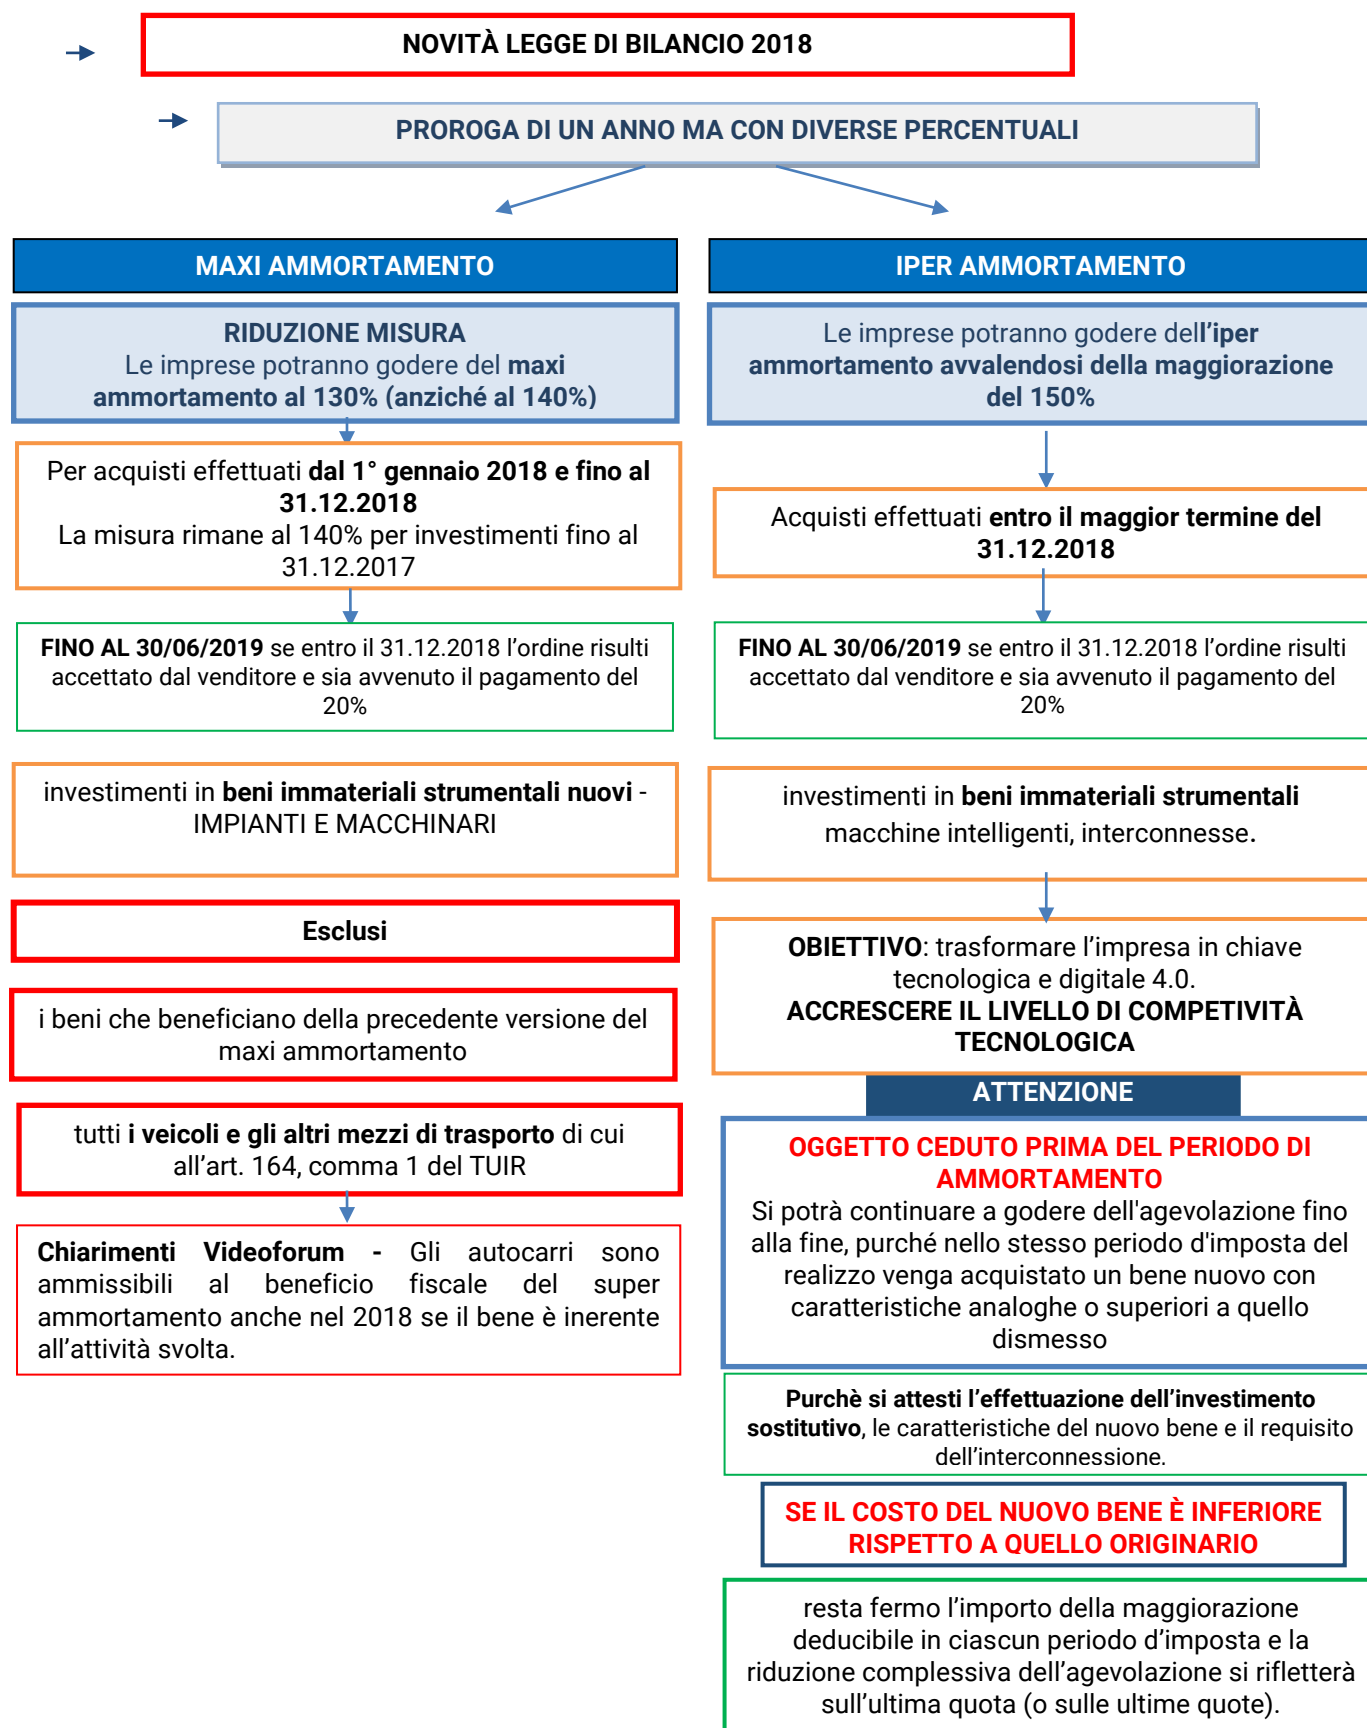 NOVITÀ LEGGE DI BILANCIO 2018
PROROGA DI UN ANNO MA CON DIVERSE PERCENTUALI
MAXI AMMORTAMENTO
RIDUZIONE MISURA
Le imprese potranno godere del maxi
ammortamento al 130% (anziché al 140%)
Per acquisti effettuati dal 1° gennaio 2018 e fino al
31.12.2018
La misura rimane al 140% per investimenti fino al
31.12.2017
FINO AL 30/06/2019 se entro il 31.12.2018 l’ordine risulti
accettato dal venditore e sia avvenuto il pagamento del
20%
investimenti in beni immateriali strumentali nuovi -
IMPIANTI E MACCHINARI
Esclusi
i beni che beneficiano della precedente versione del
maxi ammortamento
tutti i veicoli e gli altri mezzi di trasporto di cui
all’art. 164, comma 1 del TUIR
Chiarimenti Videoforum - Gli autocarri sono
ammissibili al beneficio fiscale del super
ammortamento anche nel 2018 se il bene è inerente
all’attività svolta.
IPER AMMORTAMENTO
Le imprese potranno godere dell’iper
ammortamento avvalendosi della maggiorazione
del 150%
Acquisti effettuati entro il maggior termine del
31.12.2018
FINO AL 30/06/2019 se entro il 31.12.2018 l’ordine risulti
accettato dal venditore e sia avvenuto il pagamento del
20%
investimenti in beni immateriali strumentali
macchine intelligenti, interconnesse.
OBIETTIVO: trasformare l’impresa in chiave
tecnologica e digitale 4.0.
ACCRESCERE IL LIVELLO DI COMPETIVITÀ
TECNOLOGICA
ATTENZIONE
OGGETTO CEDUTO PRIMA DEL PERIODO DI
AMMORTAMENTO
Si potrà continuare a godere dell'agevolazione fino
alla fine, purché nello stesso periodo d'imposta del
realizzo venga acquistato un bene nuovo con
caratteristiche analoghe o superiori a quello
dismesso
Purchè si attesti l’effettuazione dell’investimento
sostitutivo, le caratteristiche del nuovo bene e il requisito
dell’interconnessione.
SE IL COSTO DEL NUOVO BENE È INFERIORE
RISPETTO A QUELLO ORIGINARIO
resta fermo l’importo della maggiorazione
deducibile in ciascun periodo d’imposta e la
riduzione complessiva dell’agevolazione si rifletterà
sull’ultima quota (o sulle ultime quote).